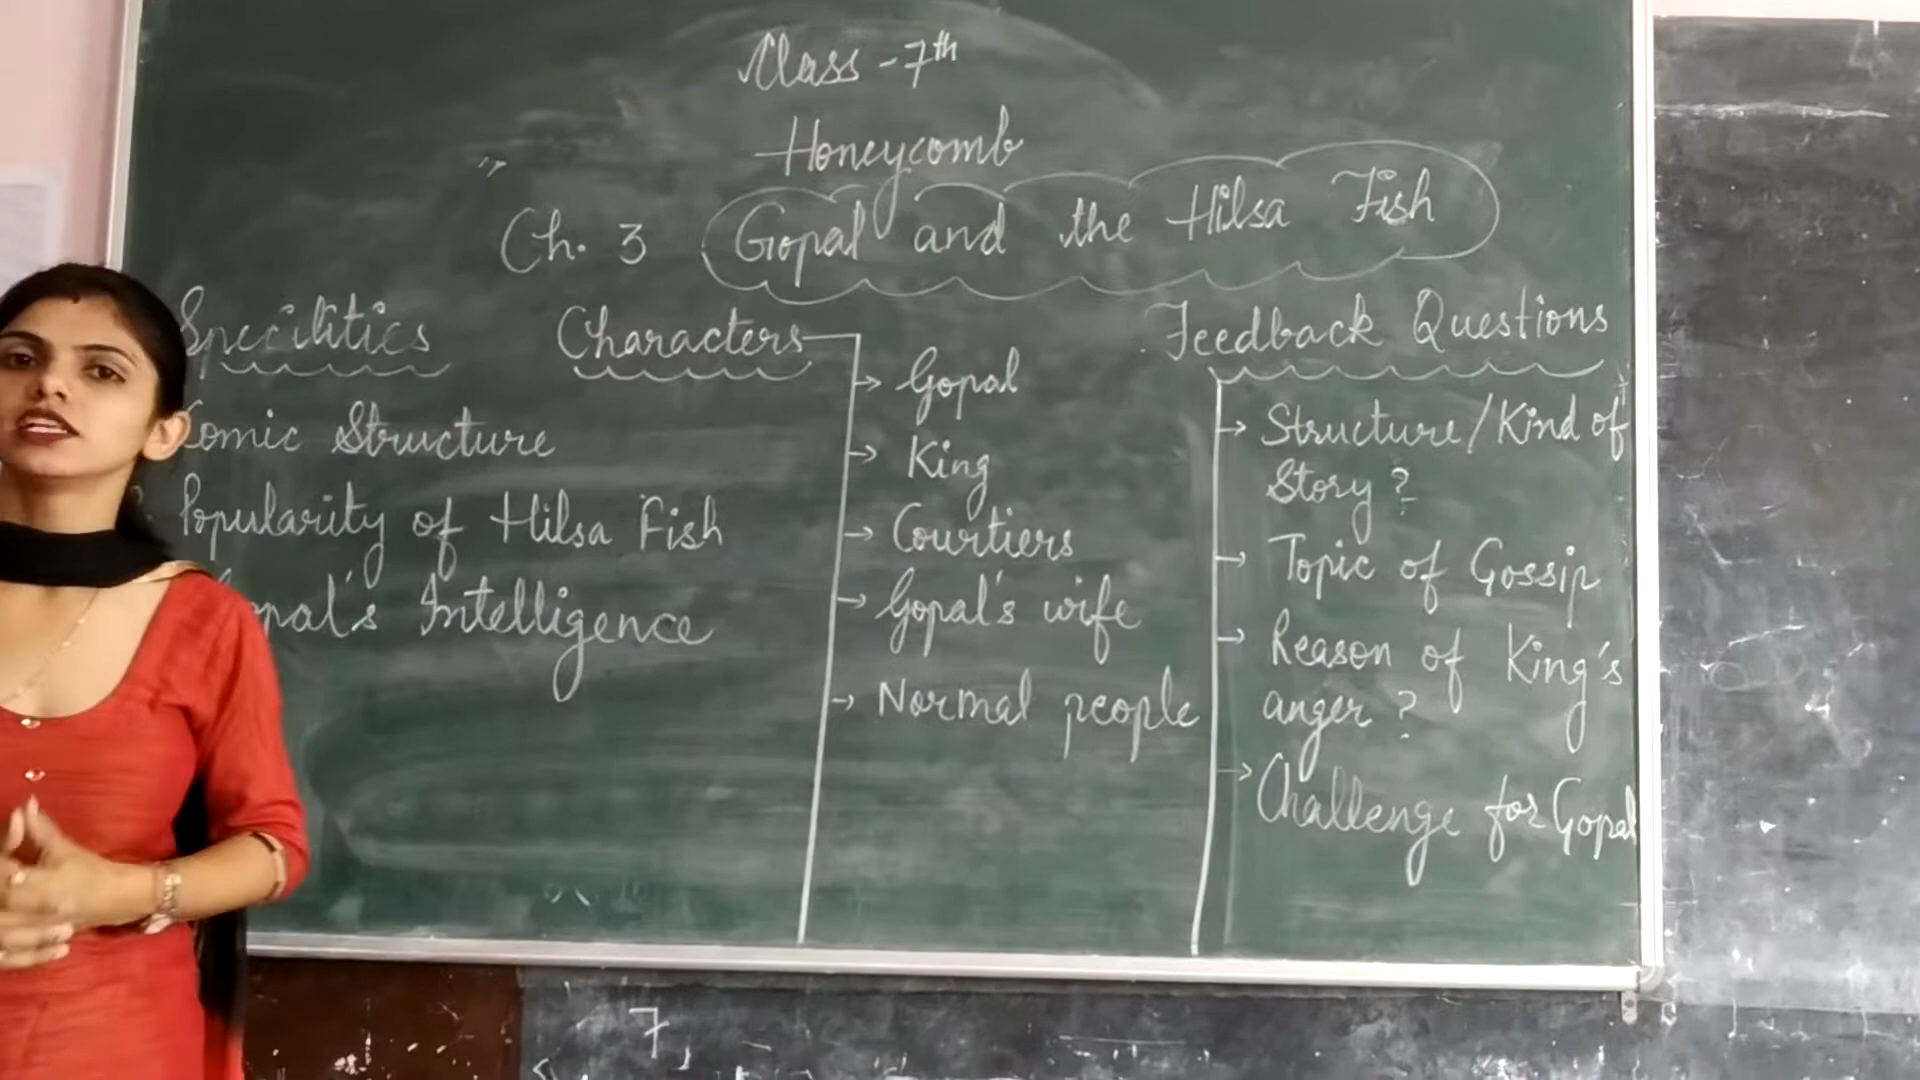 Class - 7th
Honeycomb
Ch. 3 Gopal and the Hilsa Fish
Specilities
Comic Structure
Popularity of Hilsa Fish
Intelligence
Characters
→ Gopal
→ King
→ Courtiers
→ Gopal's wife
→ Normal people
Feedback Questions
→ Structure/Kind of
Story ?
→ Topic of Gossip
→ Reason of King's
anger ?
→ Challenge for Gopal
7